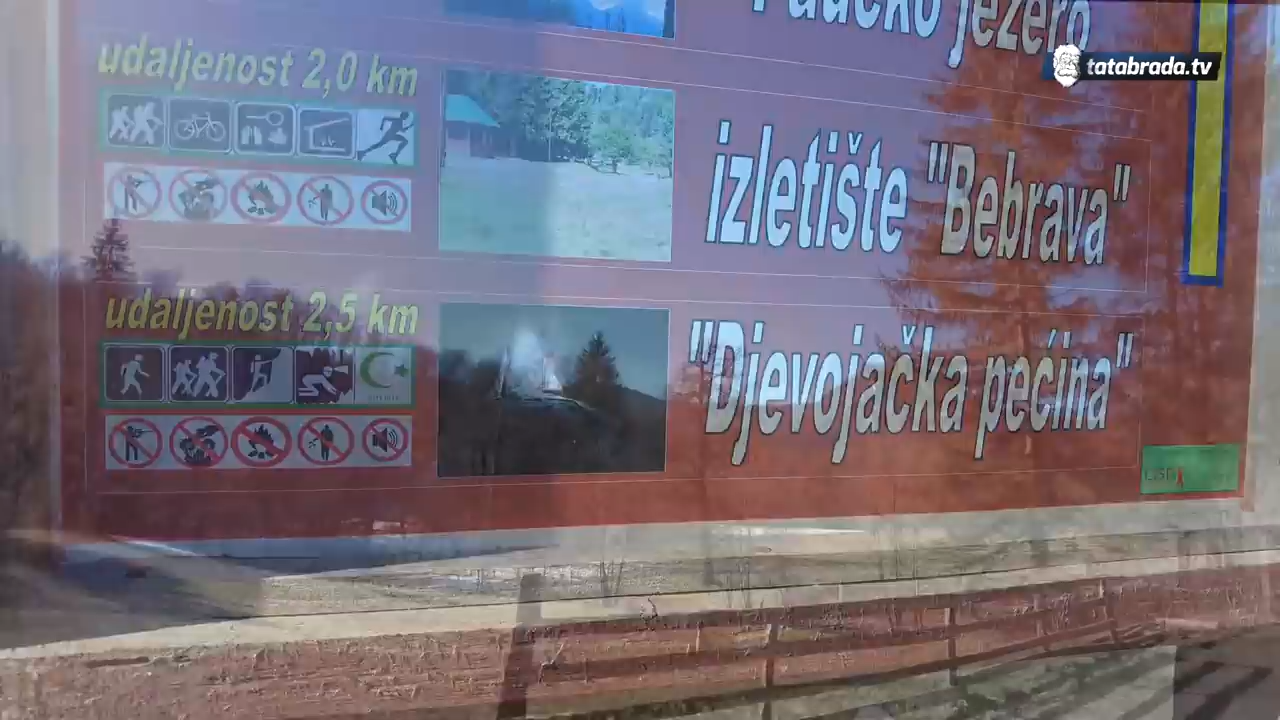 jezero
tatabrada.tv
udaljenost 2,0 km
izletište "Bebrava"
udaljenost 2,5 km
"Djevojačka pećina"